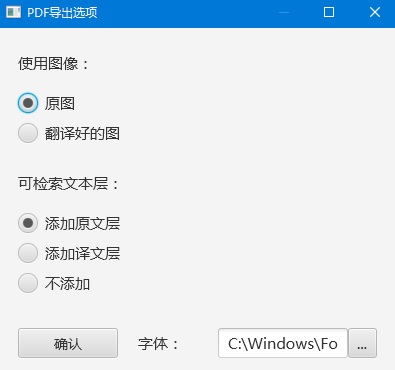 PDF导出选项
使用图像：
原图
翻译好的图
可检索文本层：
添加原文层
添加译文层
不添加
确认 字体： C:\Windows\Fo ...